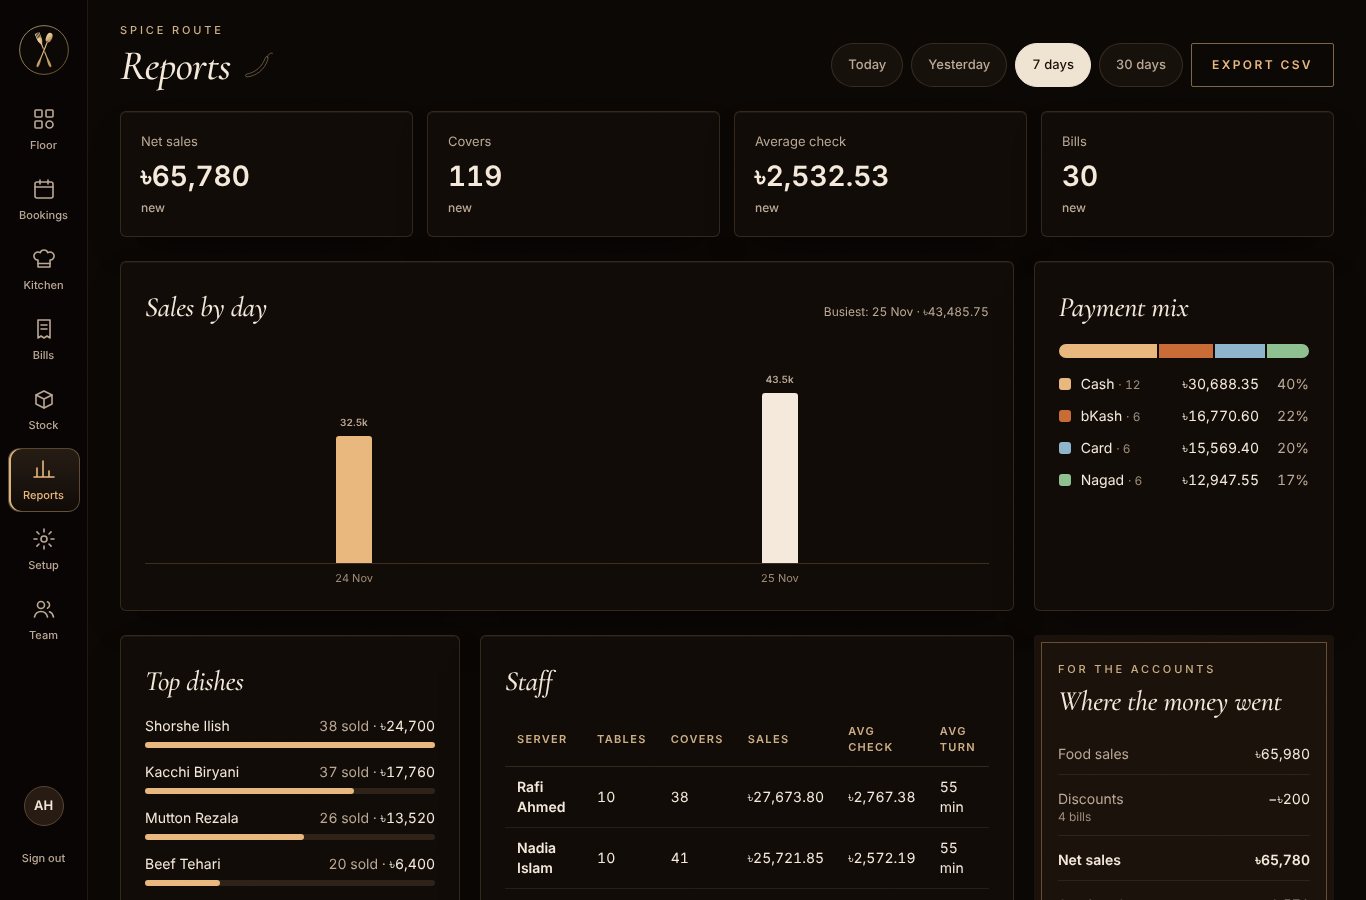 SPICE ROUTE
Reports
Today
Yesterday
7 days
30 days
EXPORT CSV
Floor
Bookings
Kitchen
Bills
Stock
Reports
Setup
Team
AH
Sign out
Net sales
৳65,780
new
Covers
119
new
Average check
৳2,532.53
new
Bills
30
new
Sales by day
Busiest: 25 Nov · ৳43,485.75
32.5k
43.5k
24 Nov
25 Nov
Payment mix
Cash · 12 ৳30,688.35 40%
bKash · 6 ৳16,770.60 22%
Card · 6 ৳15,569.40 20%
Nagad · 6 ৳12,947.55 17%
Top dishes
Shorshe Ilish 38 sold · ৳24,700
Kacchi Biryani 37 sold · ৳17,760
Mutton Rezala 26 sold · ৳13,520
Beef Tehari 20 sold · ৳6,400
Staff
SERVER TABLES COVERS SALES AVG CHECK AVG TURN
Rafi Ahmed 10 38 ৳27,673.80 ৳2,767.38 55 min
Nadia Islam 10 41 ৳25,721.85 ৳2,572.19 55 min
FOR THE ACCOUNTS
Where the money went
Food sales ৳65,980
Discounts −৳200
4 bills
Net sales ৳65,780